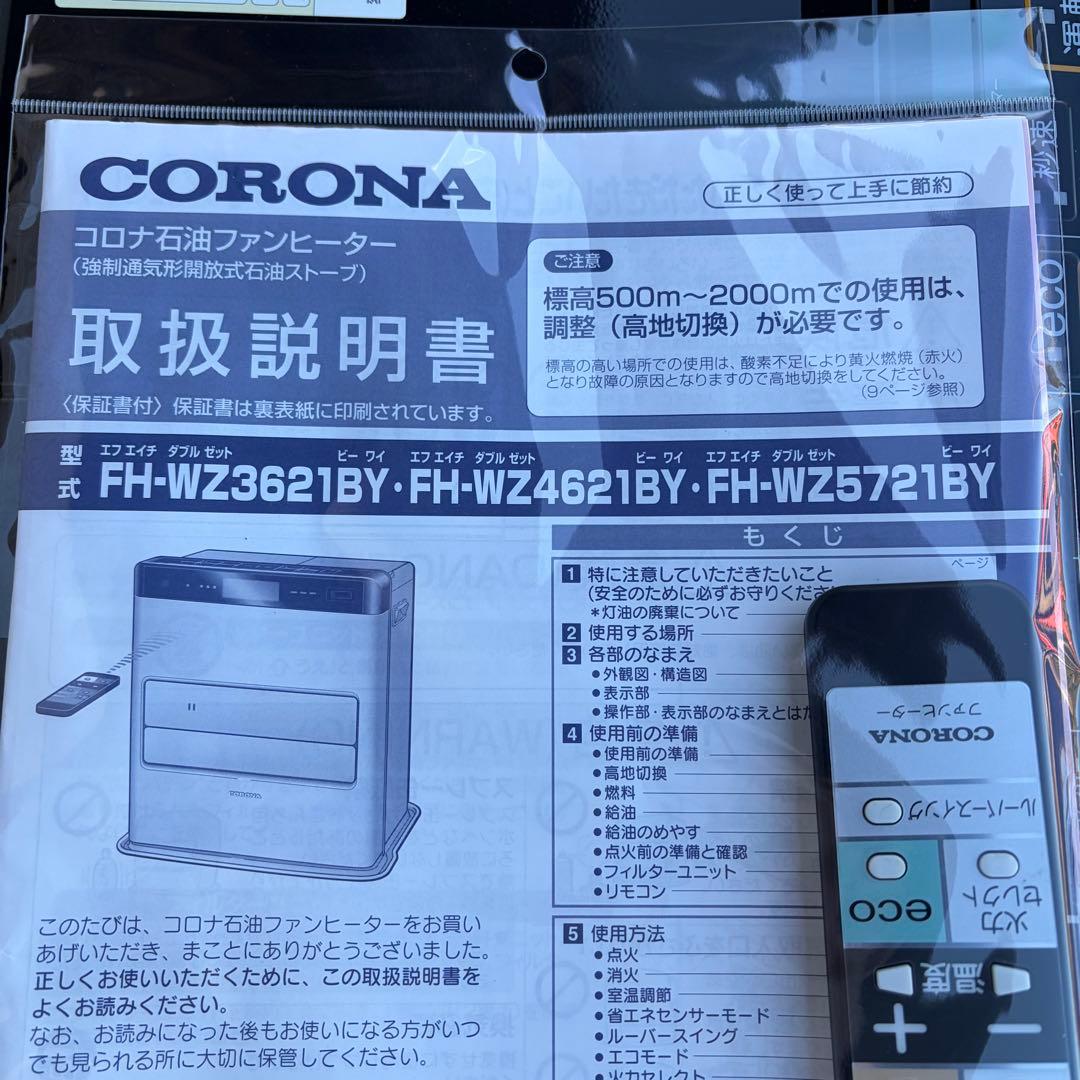 CORONA
正しく使って上手に節約
コロナ石油ファンヒーター
(強制通気形開放式石油ストーブ)
取扱説明書
〈保証書付〉保証書は裏表紙に印刷されています。
ご注意
標高500m～2000mでの使用は、
調整（高地切換）が必要です。
標高の高い場所での使用は、酸素不足により黄火燃焼（赤火）
となり故障の原因となりますので高地切換をしてください。
(9ページ参照)
型式
エフ エイチ ダブル ゼット ビー ワイ エフ エイチ ダブル ゼット ビー ワイ エフ エイチ ダブル ゼット ビー ワイ
FH-WZ3621BY・FH-WZ4621BY・FH-WZ5721BY
CORONA
このたびは、コロナ石油ファンヒーターをお買い
あげいただき、まことにありがとうございました。
正しくお使いいただくために、この取扱説明書を
よくお読みください。
なお、お読みになった後もお使いになる方がいつ
でも見られる所に大切に保管してください。
もくじ
ページ
1 特に注意していただきたいこと
(安全のために必ずお守りくださ
*灯油の廃棄について
2 使用する場所
3 各部のなまえ
●外観図・構造図
●表示部
●操作部・表示部のなまえとはた
4 使用前の準備
●使用前の準備
●高地切換
●燃料
●給油
●給油のめやす
●点火前の準備と確認
●フィルターユニット
●リモコン
5 使用方法
●点火
●消火
●室温調節
●省エネセンサーモード
●ルーバースイング
●エコモード
●火力セレクト
CORONA
ファンヒーター
ルーバースイング
eco
火力
セレクト
温度
＋
－
秒速
eco